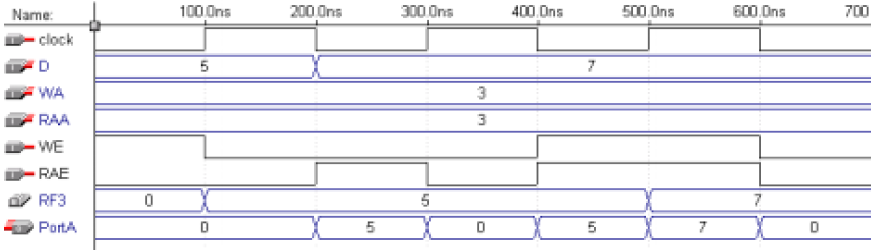 Name: 100.0ns 200.0ns 300.0ns 400.0ns 500.0ns 600.0ns 700
clock
D 5 7
WA 3
RAA 3
WE
RAE
RF3 0 5 7
PortA 0 5 0 5 7 0